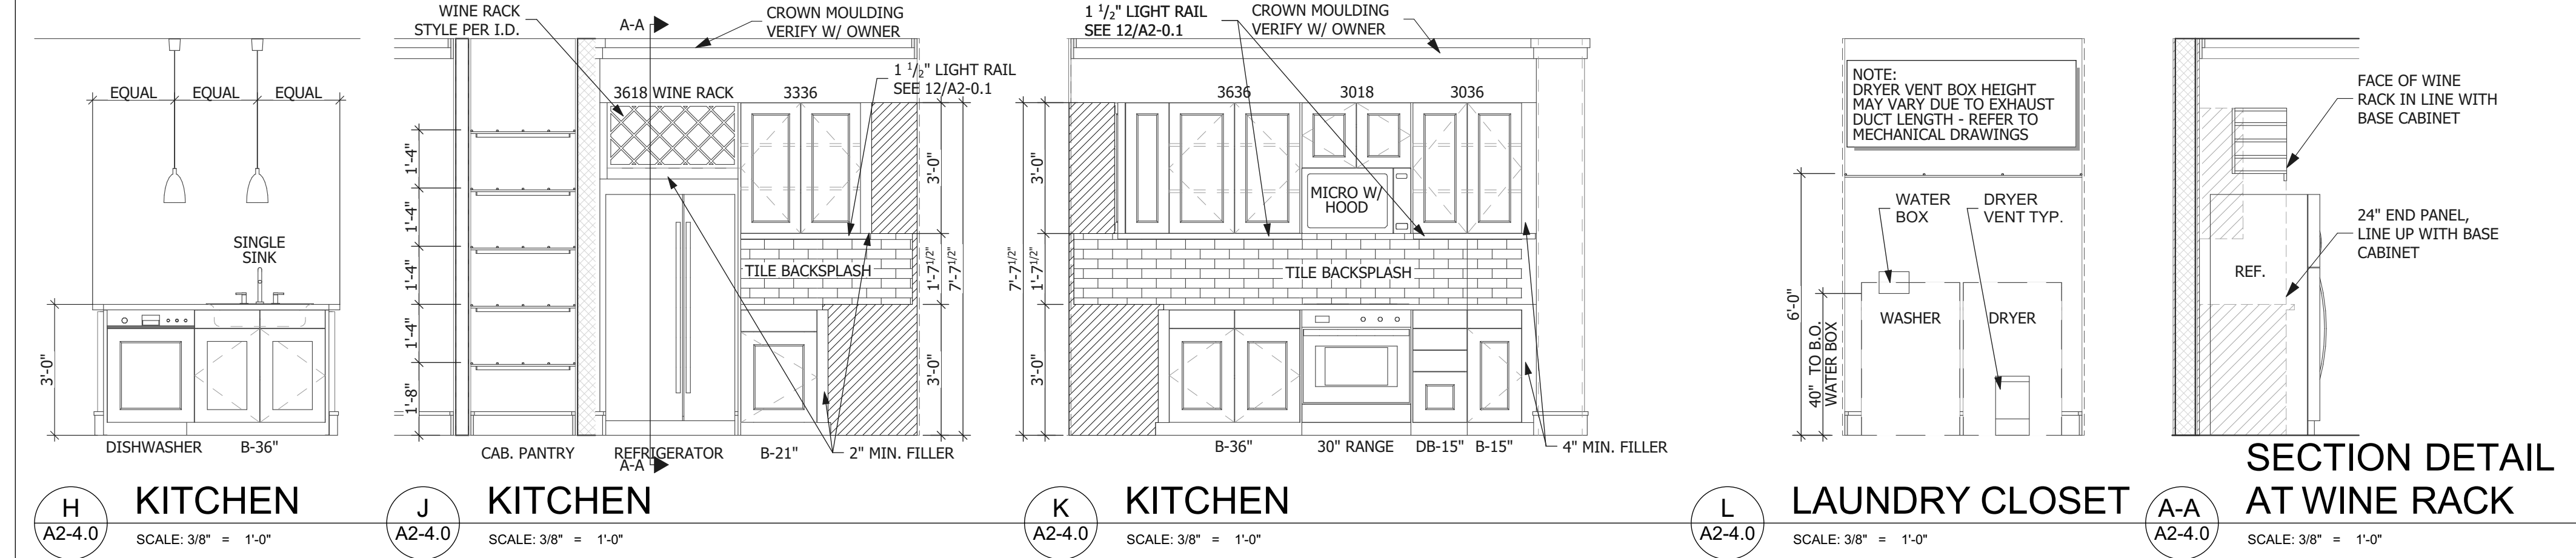 EQUAL
EQUAL
EQUAL
SINGLE
SINK
3'-0"
DISHWASHER
B-36"
H
A2-4.0
KITCHEN
SCALE: 3/8" = 1'-0"
WINE RACK
STYLE PER I.D.
A-A
CROWN MOULDING
VERIFY W/ OWNER
1 1/2" LIGHT RAIL
SEE 12/A2-0.1
3618 WINE RACK
3336
1'-4"
1'-4"
1'-4"
1'-4"
1'-8"
TILE BACKSPLASH
3'-0"
1'-7 1/2"
7'-7 1/2"
3'-0"
CAB. PANTRY
REFRIGERATOR
A-A
B-21"
2" MIN. FILLER
J
A2-4.0
KITCHEN
SCALE: 3/8" = 1'-0"
1 1/2" LIGHT RAIL
SEE 12/A2-0.1
CROWN MOULDING
VERIFY W/ OWNER
3636
3018
3036
3'-0"
7'-7 1/2"
1'-7 1/2"
3'-0"
MICRO W/
HOOD
TILE BACKSPLASH
B-36"
30" RANGE
DB-15"
B-15"
4" MIN. FILLER
K
A2-4.0
KITCHEN
SCALE: 3/8" = 1'-0"
NOTE:
DRYER VENT BOX HEIGHT
MAY VARY DUE TO EXHAUST
DUCT LENGTH - REFER TO
MECHANICAL DRAWINGS
WATER
BOX
DRYER
VENT TYP.
6'-0"
40" TO B.O.
WATER BOX
WASHER
DRYER
L
A2-4.0
LAUNDRY CLOSET
SCALE: 3/8" = 1'-0"
FACE OF WINE
RACK IN LINE WITH
BASE CABINET
24" END PANEL,
LINE UP WITH BASE
CABINET
REF.
A-A
A2-4.0
SECTION DETAIL
AT WINE RACK
SCALE: 3/8" = 1'-0"